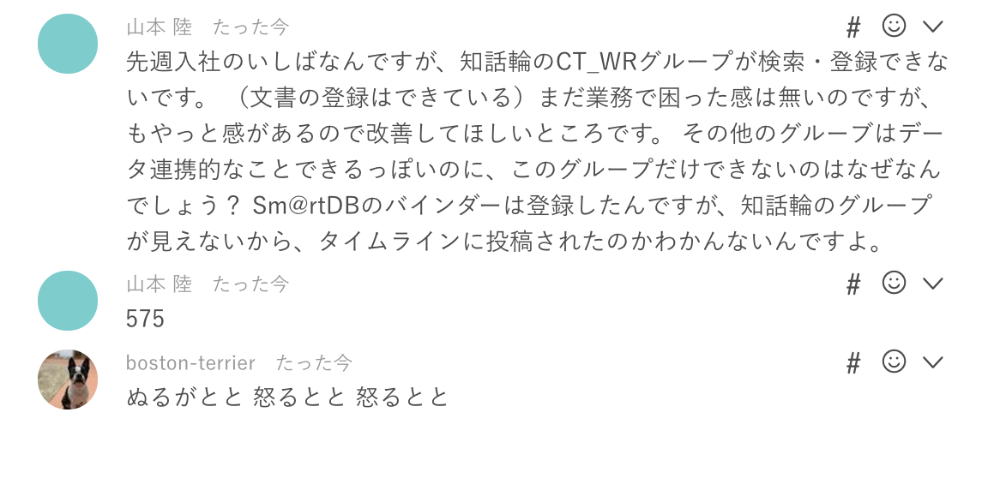 山本 陸 たった今
先週入社のいしばなんですが、知話輪のCT_WRグループが検索・登録できな
いです。 （文書の登録はできている）まだ業務で困った感は無いのですが、
もやっと感があるので改善してほしいところです。 その他のグループはデー
タ連携的なことできるっぽいのに、このグループだけできないのはなぜなん
でしょう？ Sm@rtDBのバインダーは登録したんですが、知話輪のグループ
が見えないから、タイムラインに投稿されたのかわかんないんですよ。
山本 陸 たった今
575
boston-terrier たった今
ぬるがとと 怒るとと 怒るとと